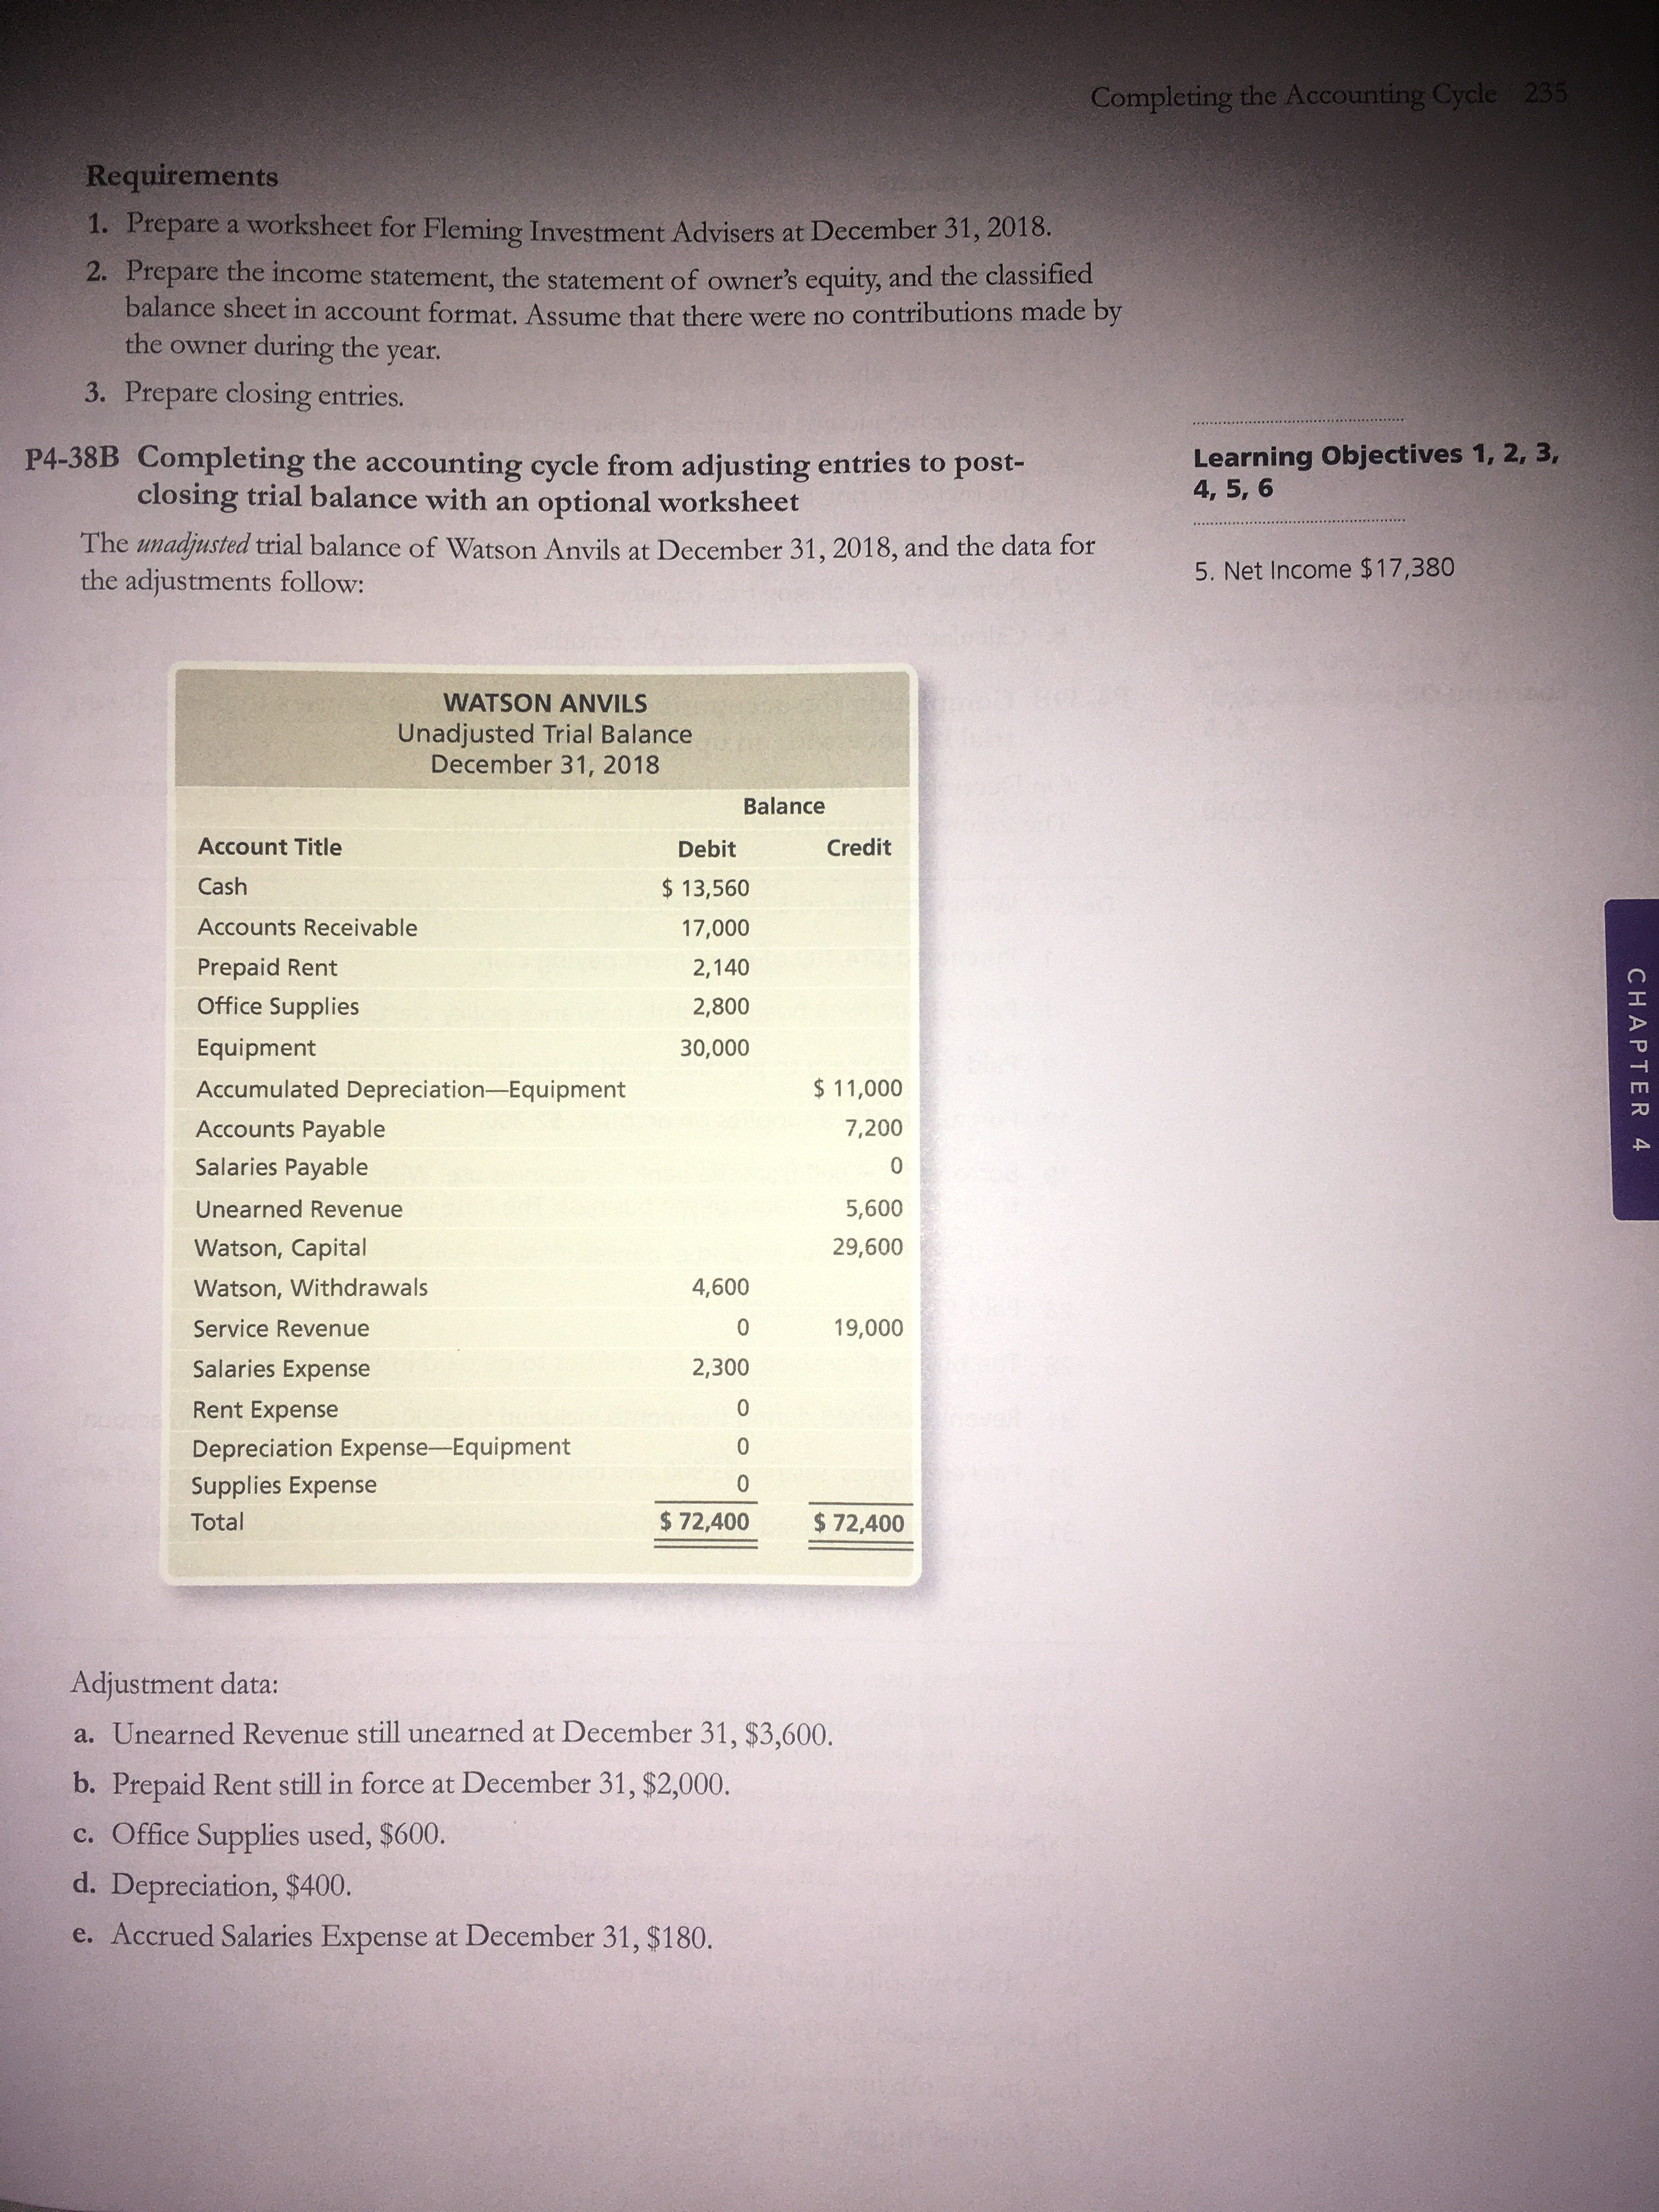 Completing the Accounting Cycle 235
Requirements
1. Prepare a worksheet for Fleming Investment Advisers at December 31, 2018.
2. Prepare the income statement, the statement of owner's equity, and the classified
balance sheet in account format. Assume that there were no contributions made by
the owner during the year.
3. Prepare closing entries.
P4-38B Completing the accounting cycle from adjusting entries to post-
closing trial balance with an optional worksheet
Learning Objectives 1, 2, 3,
4, 5, 6
5. Net Income $17,380
The unadjusted trial balance of Watson Anvils at December 31, 2018, and the data for
the adjustments follow:
WATSON ANVILS
Unadjusted Trial Balance
December 31, 2018
Balance
Account Title Debit Credit
Cash $ 13,560
Accounts Receivable 17,000
Prepaid Rent 2,140
Office Supplies 2,800
Equipment 30,000
Accumulated Depreciation—Equipment $ 11,000
Accounts Payable 7,200
Salaries Payable 0
Unearned Revenue 5,600
Watson, Capital 29,600
Watson, Withdrawals 4,600
Service Revenue 0 19,000
Salaries Expense 2,300
Rent Expense 0
Depreciation Expense—Equipment 0
Supplies Expense 0
Total $ 72,400 $ 72,400
CHAPTER 4
Adjustment data:
a. Unearned Revenue still unearned at December 31, $3,600.
b. Prepaid Rent still in force at December 31, $2,000.
c. Office Supplies used, $600.
d. Depreciation, $400.
e. Accrued Salaries Expense at December 31, $180.